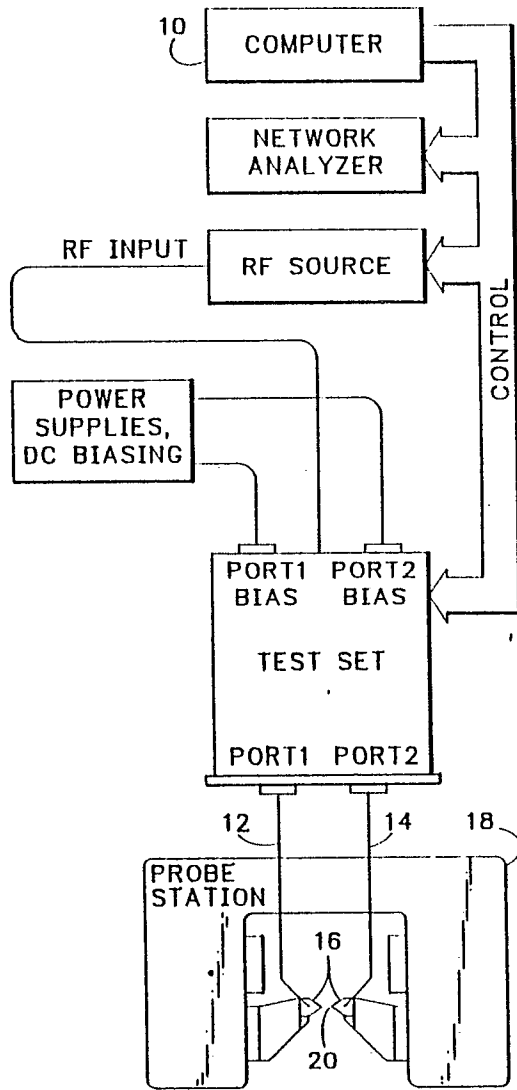 10
COMPUTER
NETWORK
ANALYZER
RF INPUT
RF SOURCE
CONTROL
POWER
SUPPLIES,
DC BIASING
PORT1 PORT2
BIAS BIAS
TEST SET
PORT1 PORT2
12 14 18
PROBE
STATION
16
20